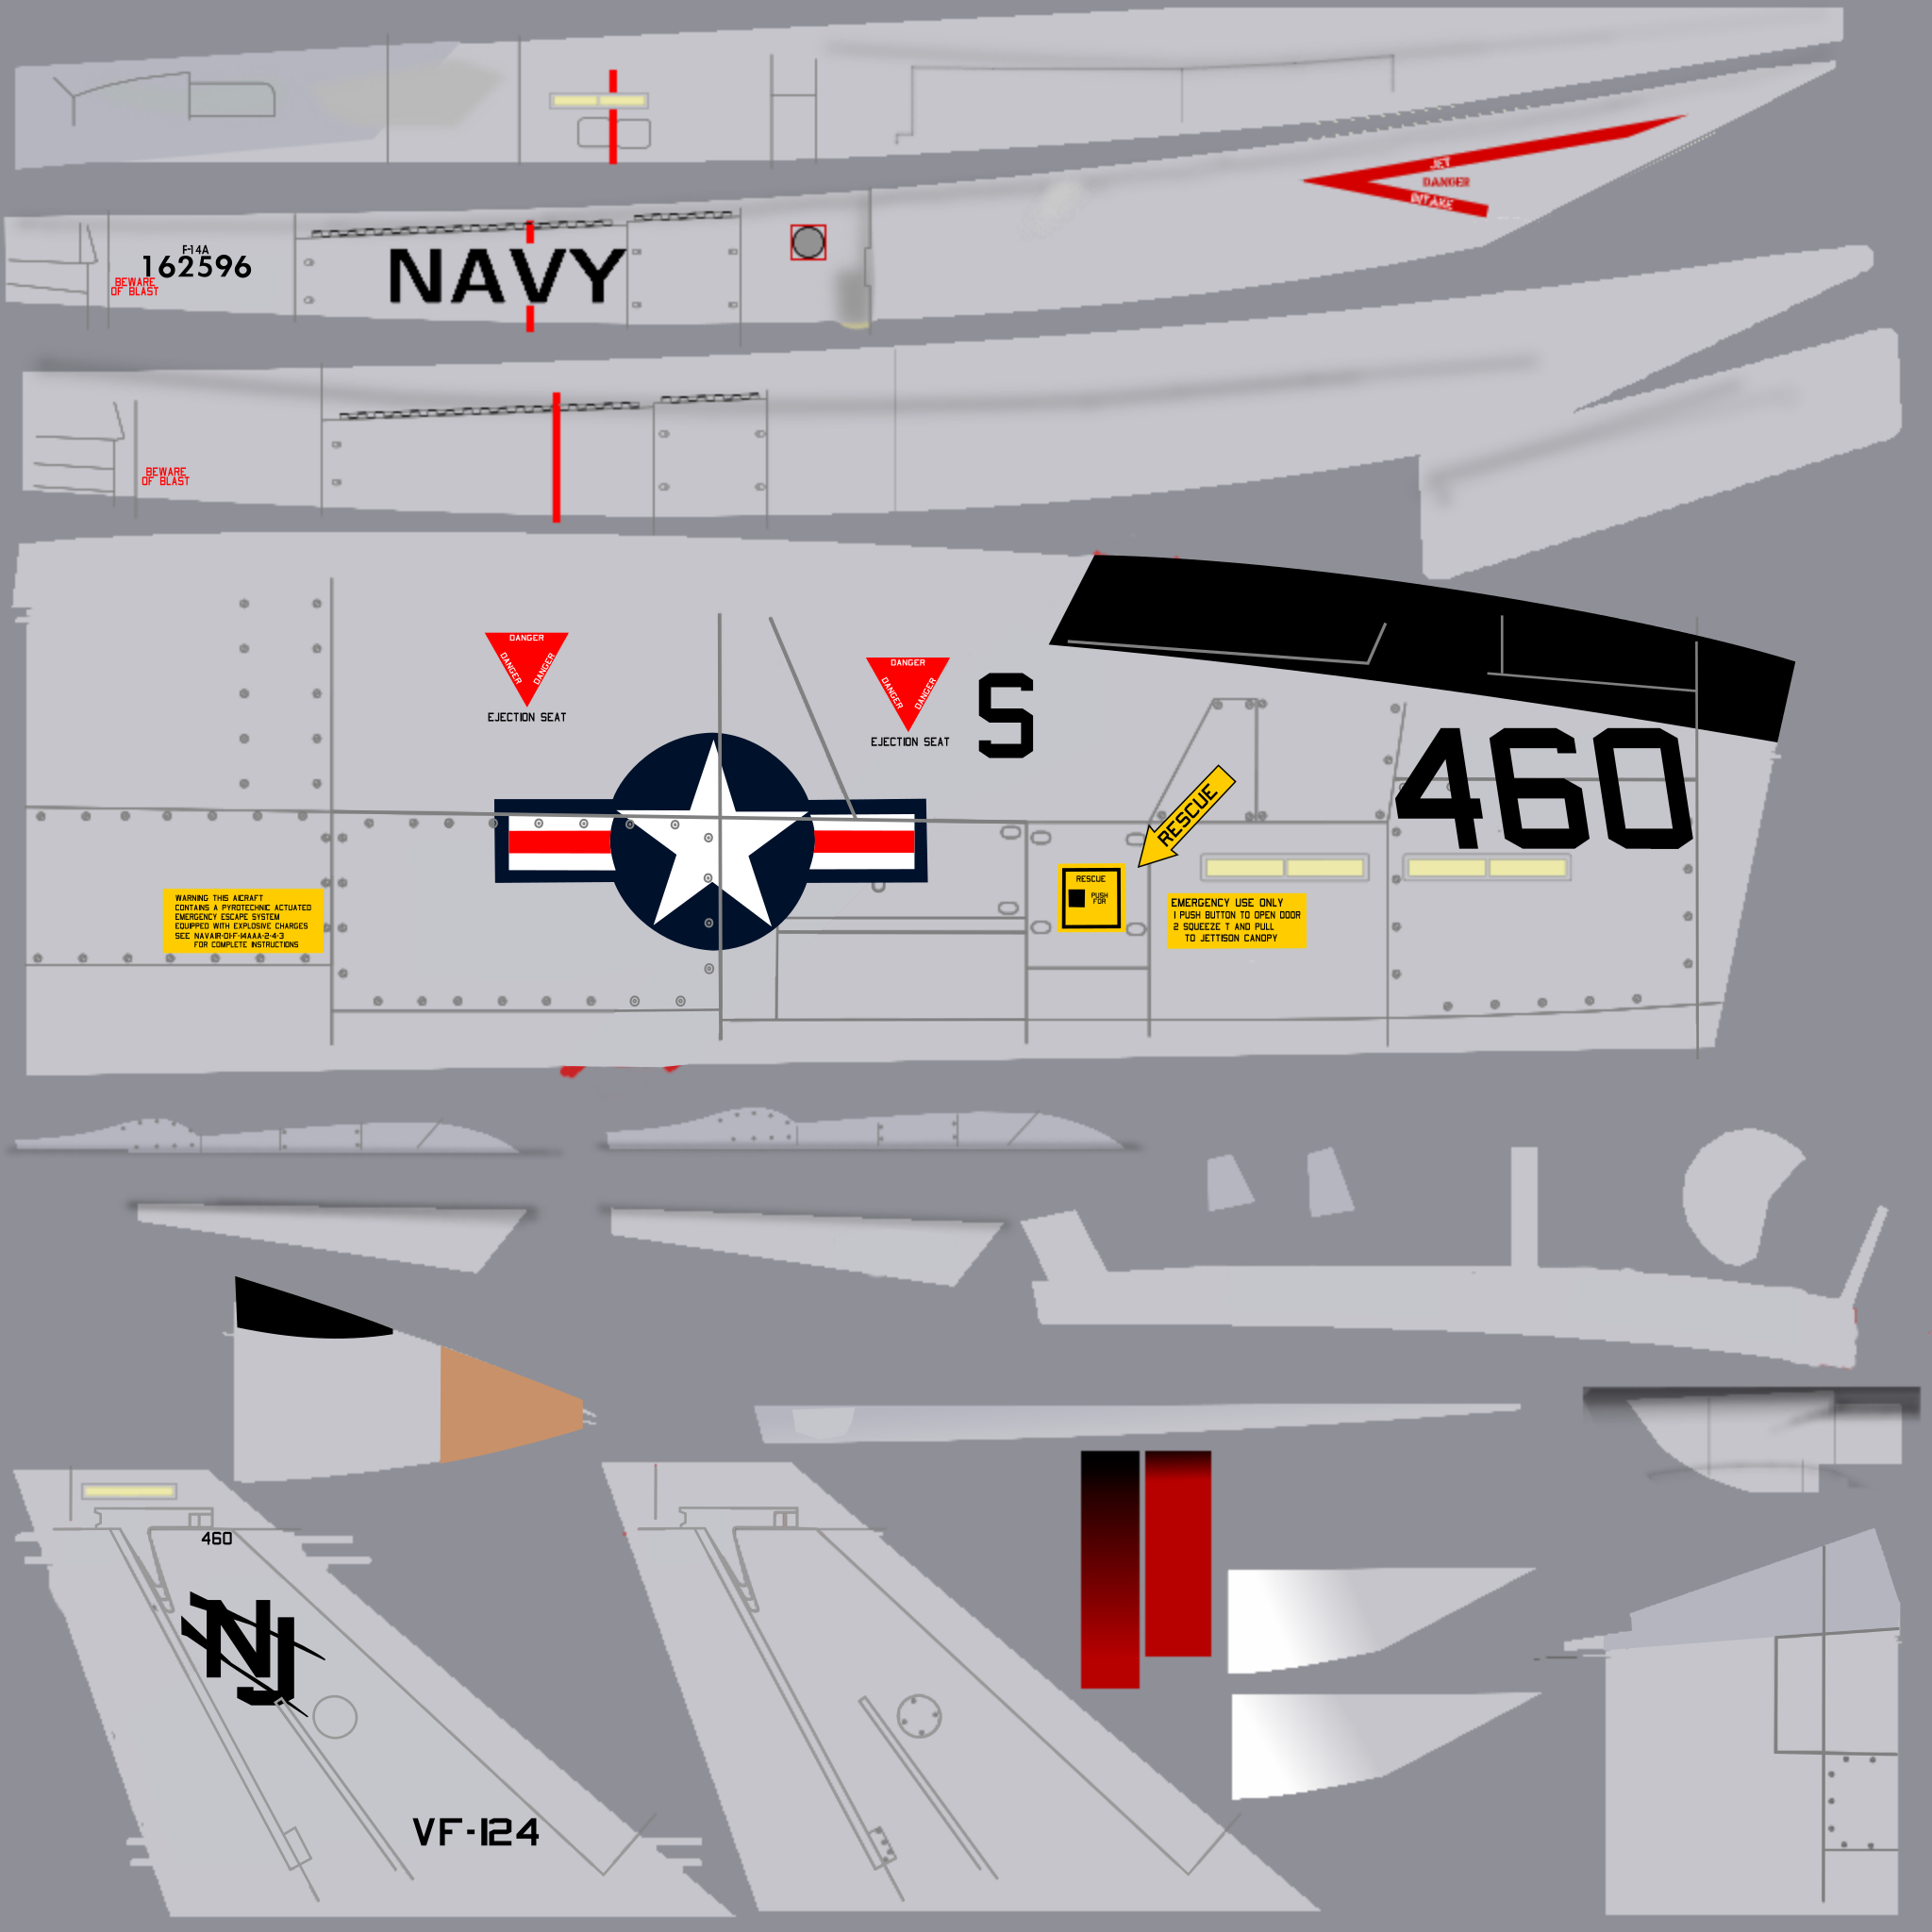 JET
DANGER
INTAKE
F-14A
162596
BEWARE
OF BLAST
NAVY
BEWARE
OF BLAST
DANGER
DANGER
DANGER
EJECTION SEAT
DANGER
DANGER
DANGER
EJECTION SEAT
S
460
RESCUE
RESCUE
PUSH
FOR
WARNING THIS AICRAFT
CONTAINS A PYROTECHNIC ACTUATED
EMERGENCY ESCAPE SYSTEM
EQUIPPED WITH EXPLOSIVE CHARGES
SEE NAVAIR-01-F-14AAA-2-4-3
FOR COMPLETE INSTRUCTIONS
EMERGENCY USE ONLY
1 PUSH BUTTON TO OPEN DOOR
2 SQUEEZE T AND PULL
TO JETTISON CANOPY
460
NJ
VF-124